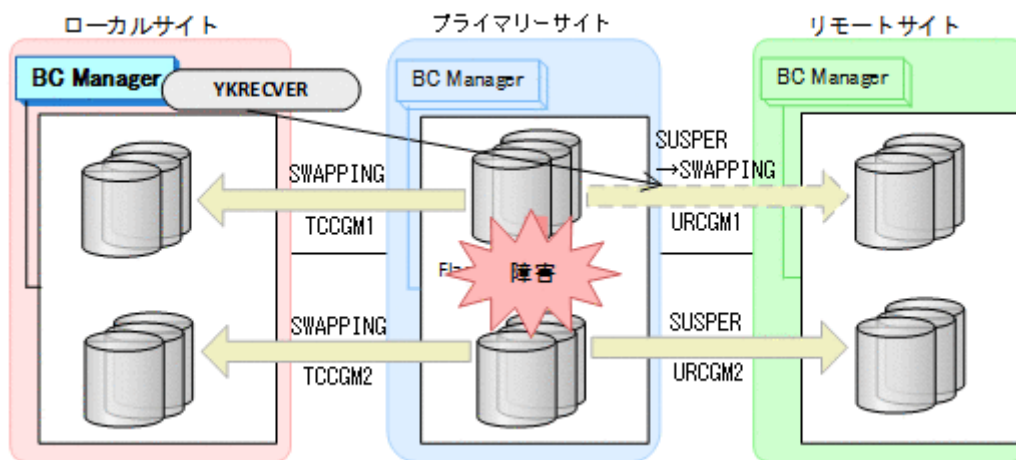 ローカルサイト
プライマリーサイト
リモートサイト
BC Manager
BC Manager
BC Manager
YKRECVER
SUSPER
→SWAPPING
SWAPPING
TCCGM1
URCGM1
障害
SWAPPING
SUSPER
TCCGM2
URCGM2